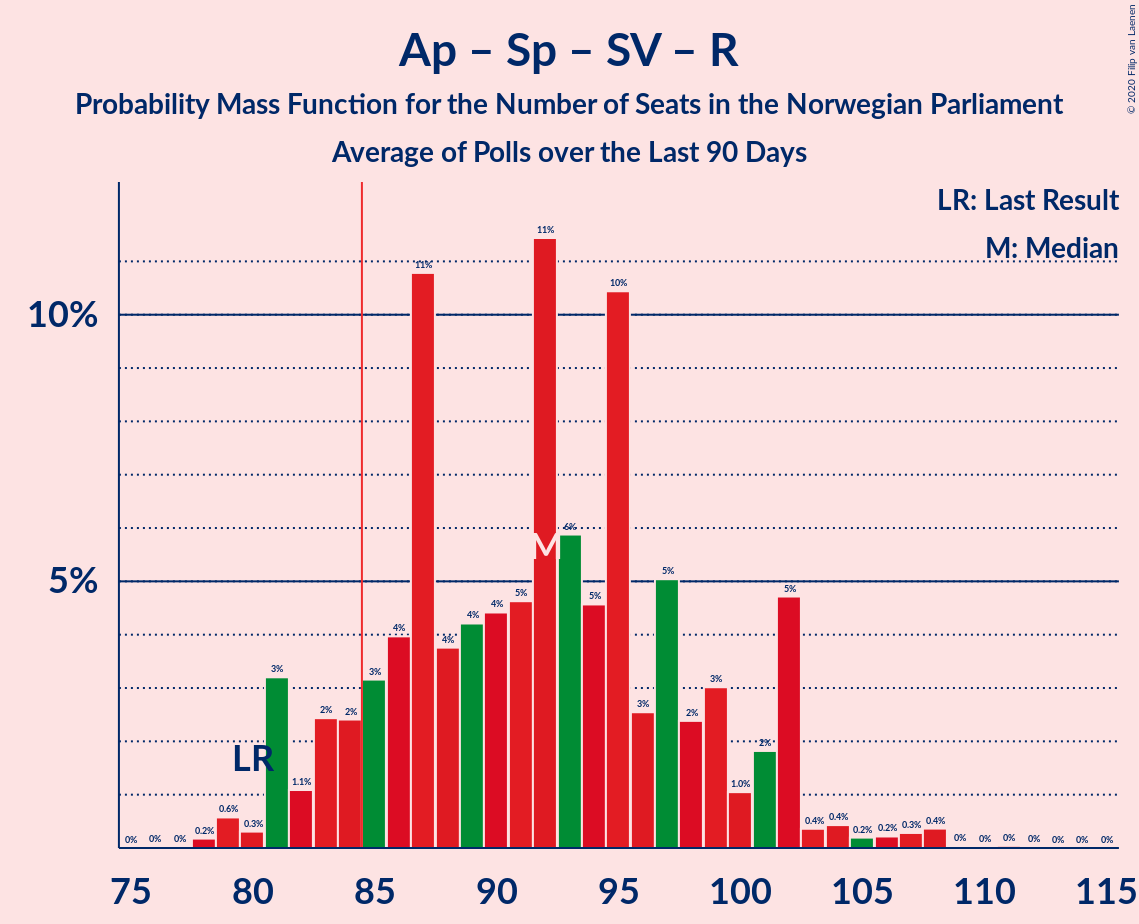 Ap – Sp – SV – R
Probability Mass Function for the Number of Seats in the Norwegian Parliament
Average of Polls over the Last 90 Days
© 2020 Filip van Laenen
LR: Last Result
M: Median
10%
5%
0% 0% 0% 0.2% 0.6% 0.3% 3% 1.1% 2% 2% 3% 4% 11% 4% 4% 4% 5% 11% 6% 5% 10% 3% 5% 2% 3% 1.0% 2% 5% 0.4% 0.4% 0.2% 0.2% 0.3% 0.4% 0% 0% 0% 0% 0% 0% 0%
LR
M
75 80 85 90 95 100 105 110 115